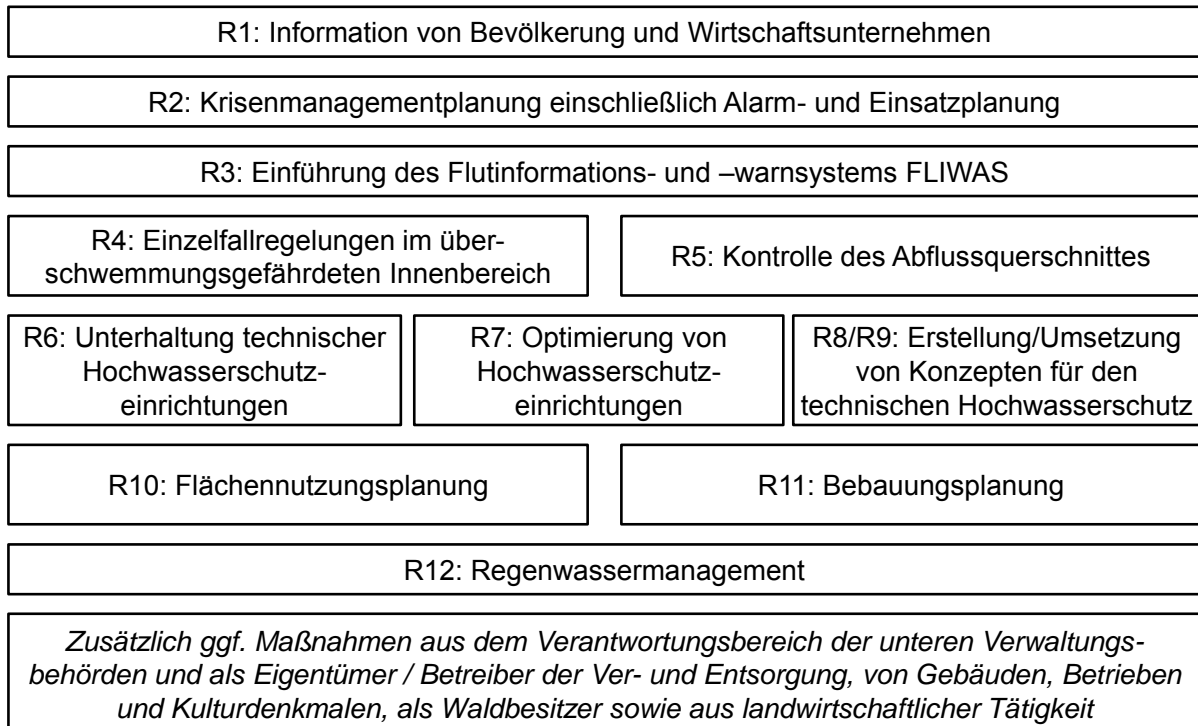 R1: Information von Bevölkerung und Wirtschaftsunternehmen
R2: Krisenmanagementplanung einschließlich Alarm- und Einsatzplanung
R3: Einführung des Flutinformations- und –warnsystems FLIWAS
R4: Einzelfallregelungen im über-
schwemmungsgefährdeten Innenbereich
R5: Kontrolle des Abflussquerschnittes
R6: Unterhaltung technischer
Hochwasserschutz-
einrichtungen
R7: Optimierung von
Hochwasserschutz-
einrichtungen
R8/R9: Erstellung/Umsetzung
von Konzepten für den
technischen Hochwasserschutz
R10: Flächennutzungsplanung
R11: Bebauungsplanung
R12: Regenwassermanagement
Zusätzlich ggf. Maßnahmen aus dem Verantwortungsbereich der unteren Verwaltungs-
behörden und als Eigentümer / Betreiber der Ver- und Entsorgung, von Gebäuden, Betrieben
und Kulturdenkmalen, als Waldbesitzer sowie aus landwirtschaftlicher Tätigkeit